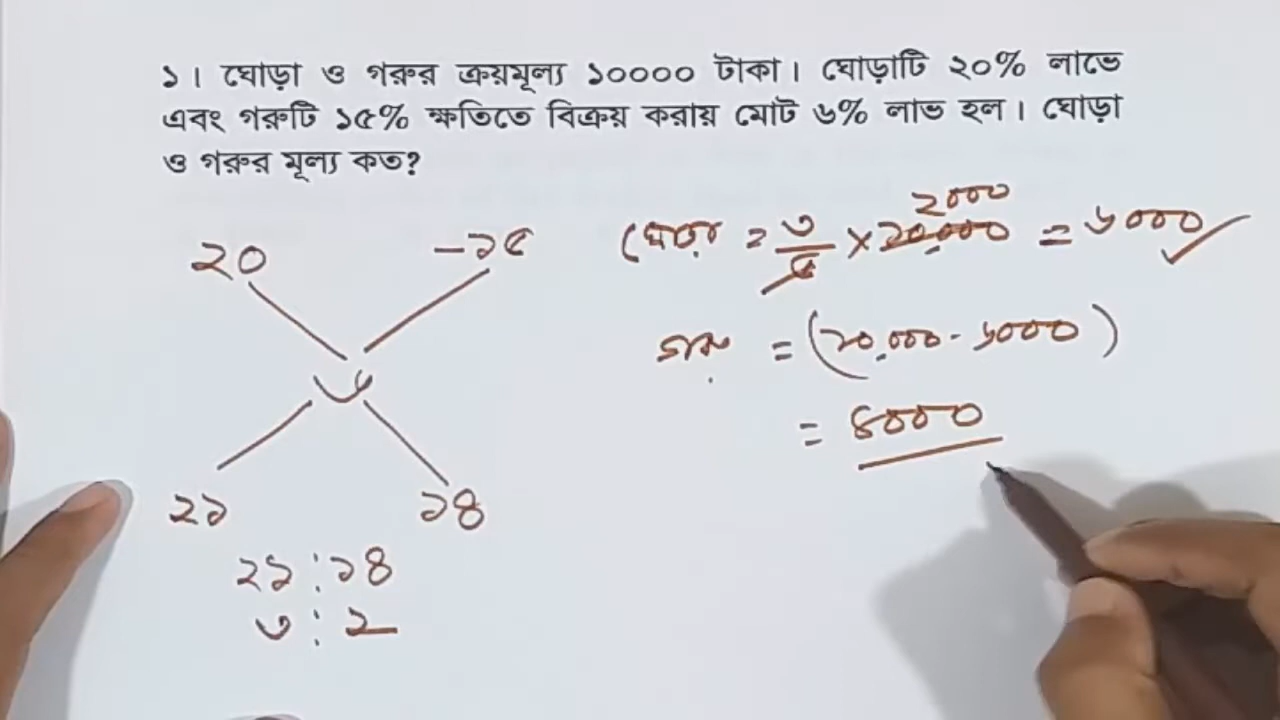 ১। ঘোড়া ও গরুর ক্রয়মূল্য ১০০০০ টাকা। ঘোড়াটি ২০% লাভে
এবং গরুটি ১৫% ক্ষতিতে বিক্রয় করায় মোট ৬% লাভ হল। ঘোড়া
ও গরুর মূল্য কত?
২০
-১৫
৬
২১
১৪
২১ : ১৪
৩ : ২
২০০০
ঘোড়া = ৩/৫ × ১০,০০০ = ৬০০০
গরু = (১০,০০০ - ৬০০০)
= ৪০০০